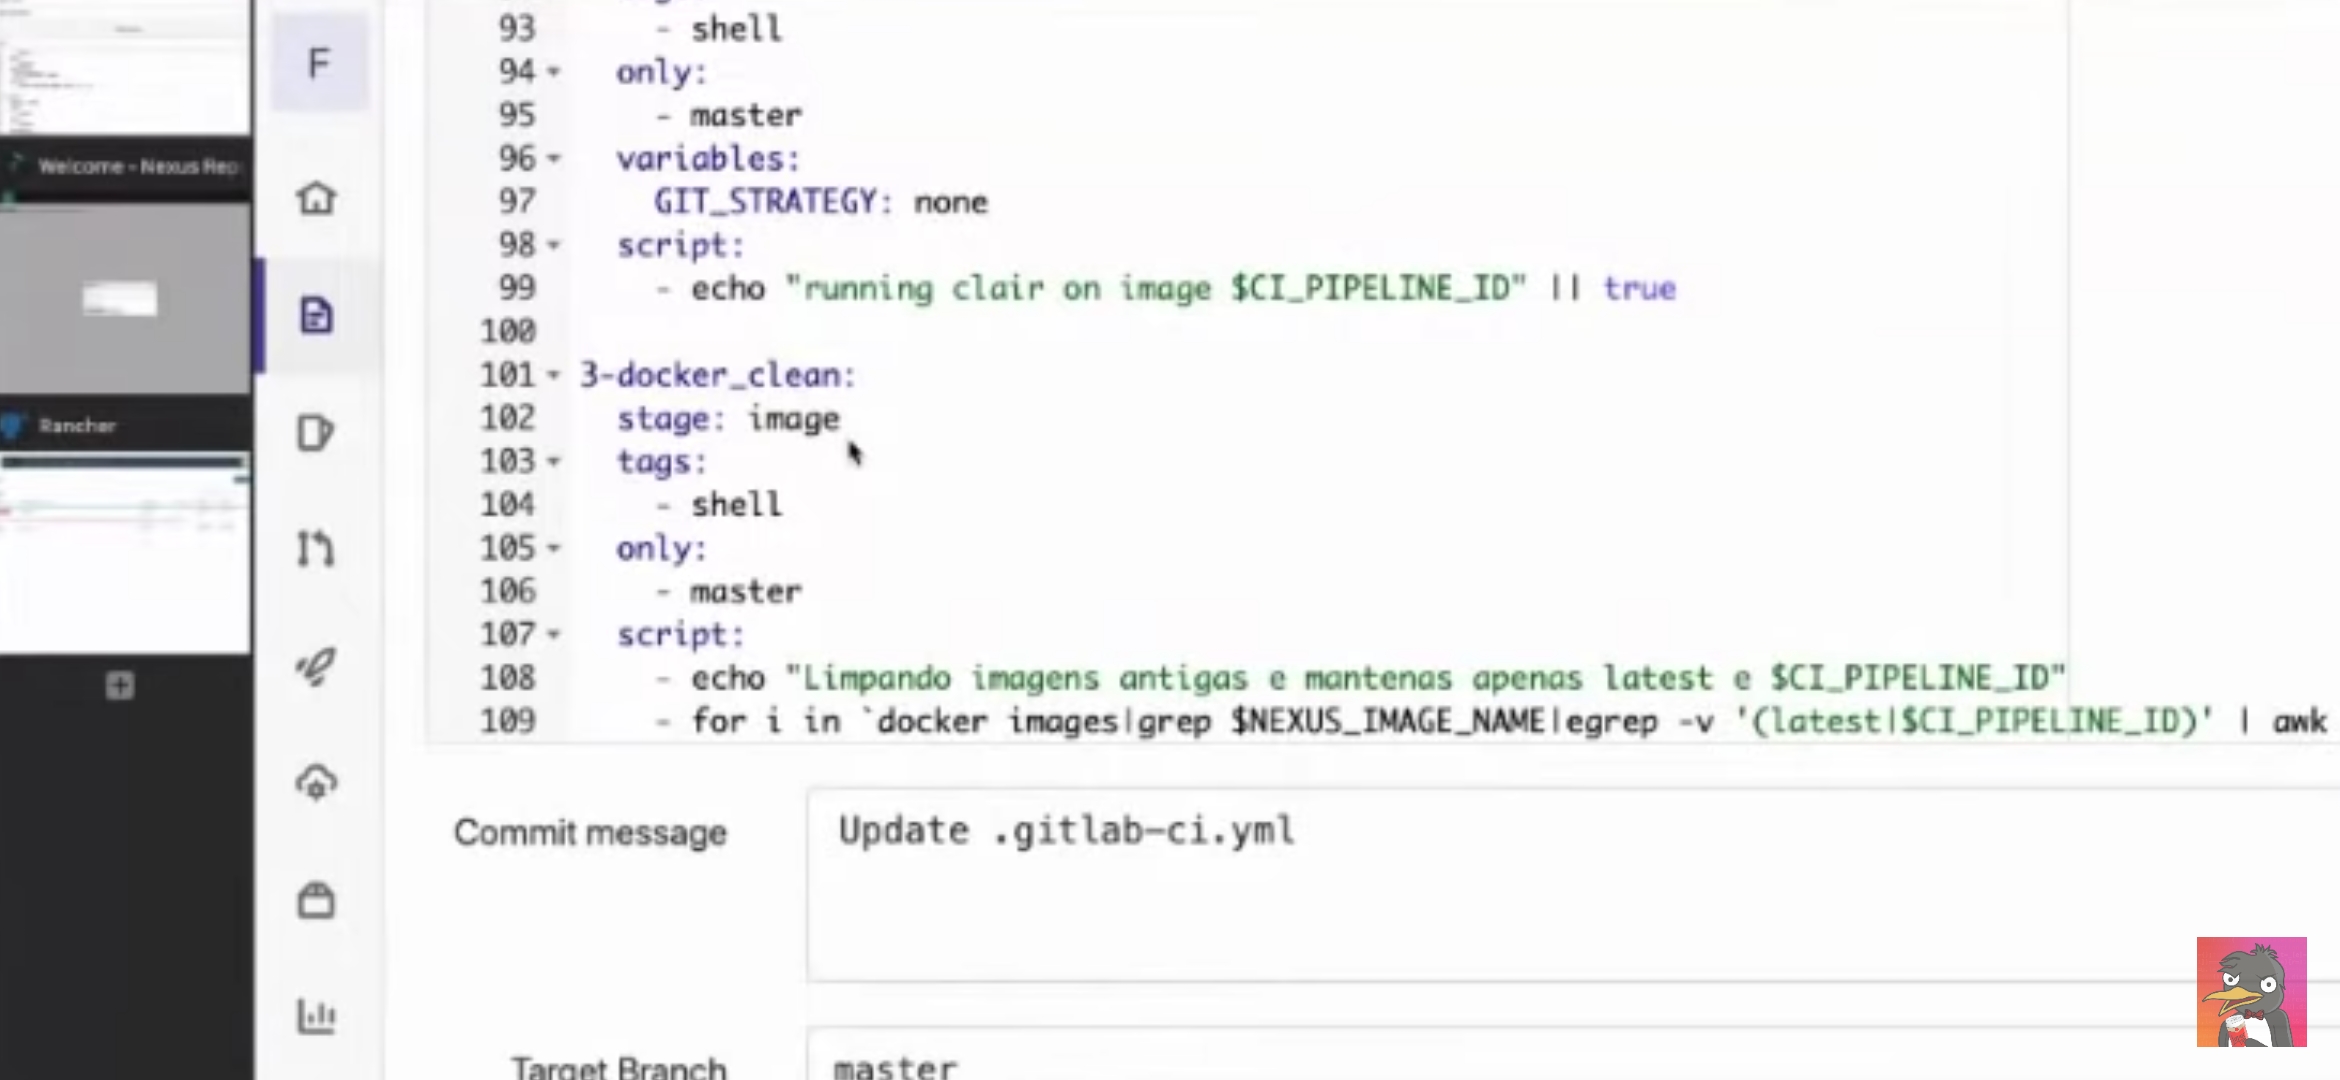 Welcome - Nexus Rep
Rancher
F
93 - shell
94 only:
95 - master
96 variables:
97 GIT_STRATEGY: none
98 script:
99 - echo "running clair on image $CI_PIPELINE_ID" || true
100
101 3-docker_clean:
102 stage: image
103 tags:
104 - shell
105 only:
106 - master
107 script:
108 - echo "Limpando imagens antigas e mantenas apenas latest e $CI_PIPELINE_ID"
109 - for i in `docker images|grep $NEXUS_IMAGE_NAME|egrep -v '(latest|$CI_PIPELINE_ID)' | awk
Commit message
Update .gitlab-ci.yml
Target Branch
master